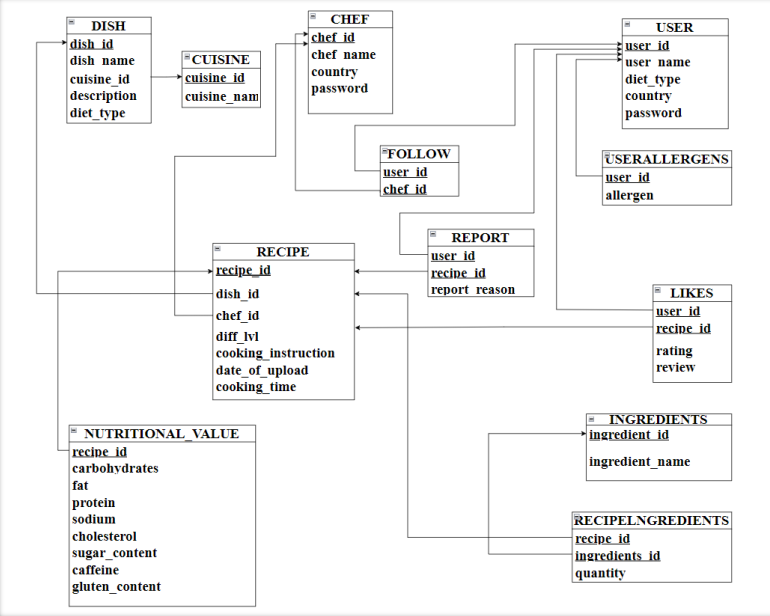 DISH
dish_id
dish_name
cuisine_id
description
diet_type
CUISINE
cuisine_id
cuisine_nam
CHEF
chef_id
chef_name
country
password
USER
user_id
user_name
diet_type
country
password
FOLLOW
user_id
chef_id
USERALLERGENS
user_id
allergen
RECIPE
recipe_id
dish_id
chef_id
diff_lvl
cooking_instruction
date_of_upload
cooking_time
REPORT
user_id
recipe_id
report_reason
LIKES
user_id
recipe_id
rating
review
NUTRITIONAL_VALUE
recipe_id
carbohydrates
fat
protein
sodium
cholesterol
sugar_content
caffeine
gluten_content
INGREDIENTS
ingredient_id
ingredient_name
RECIPELNGREDIENTS
recipe_id
ingredients_id
quantity